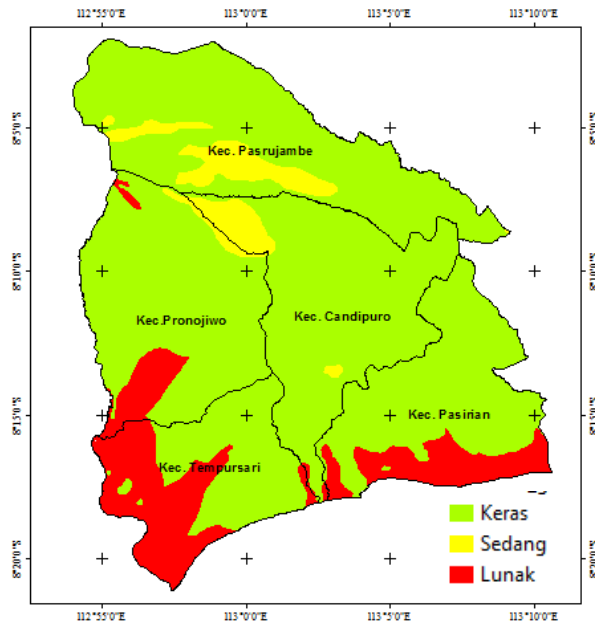 112°55'0"E 113°0'0"E 113°5'0"E 113°10'0"E
8°5'0"S 8°5'0"S
Kec. Pasrujambe
8°10'0"S 8°10'0"S
Kec.Pronojiwo
Kec. Candipuro
8°15'0"S 8°15'0"S
Kec. Pasirian
Kec. Tempursari
Keras
Sedang
8°20'0"S 8°20'0"S
Lunak
112°55'0"E 113°0'0"E 113°5'0"E 113°10'0"E